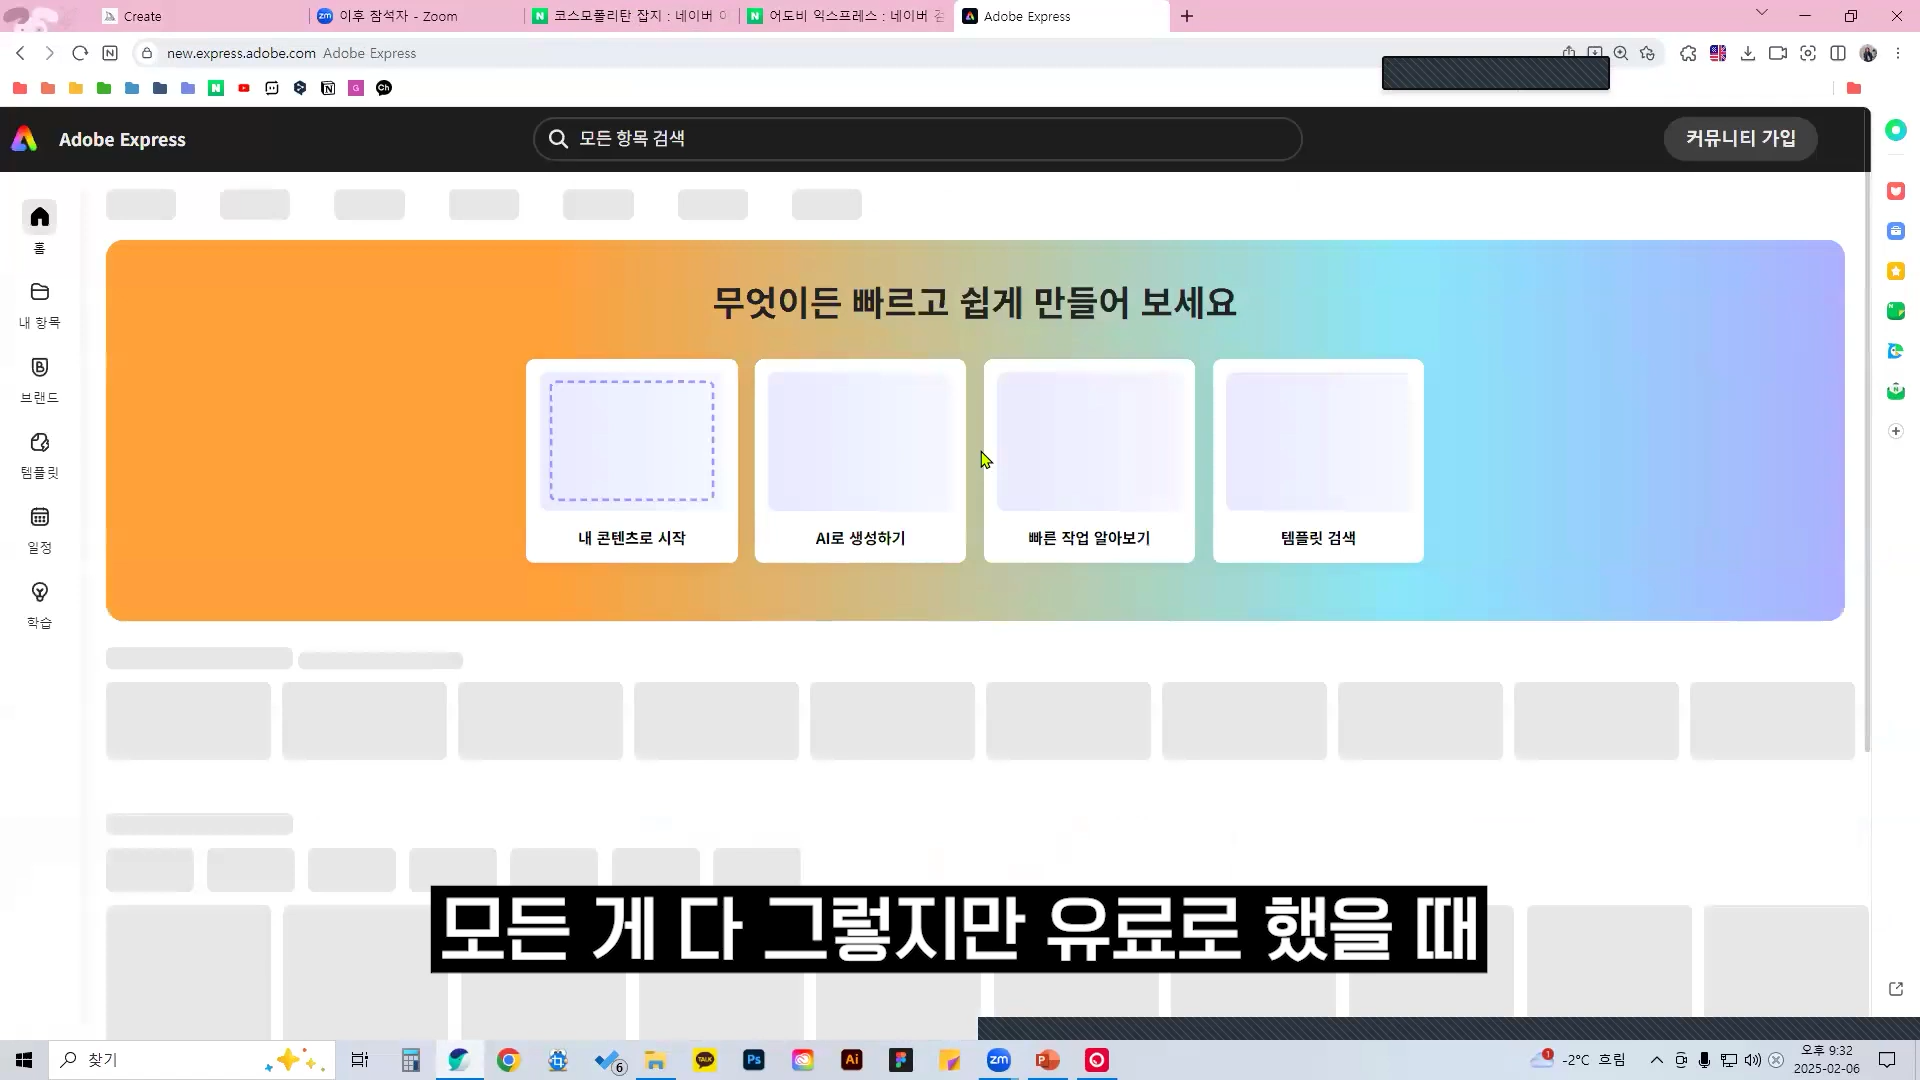 Create
이후 참석자 - Zoom
코스모폴리탄 잡지 : 네이버
어도비 익스프레스 : 네이버
Adobe Express
new.express.adobe.com Adobe Express
Adobe Express
모든 항목 검색
커뮤니티 가입
홈
내 항목
브랜드
템플릿
일정
학습
무엇이든 빠르고 쉽게 만들어 보세요
내 콘텐츠로 시작
AI로 생성하기
빠른 작업 알아보기
템플릿 검색
모든 게 다 그렇지만 유료로 했을 때
찾기
6
TALK
Ps
Ai
zm
1
-2°C 흐림
오후 9:32
2025-02-06